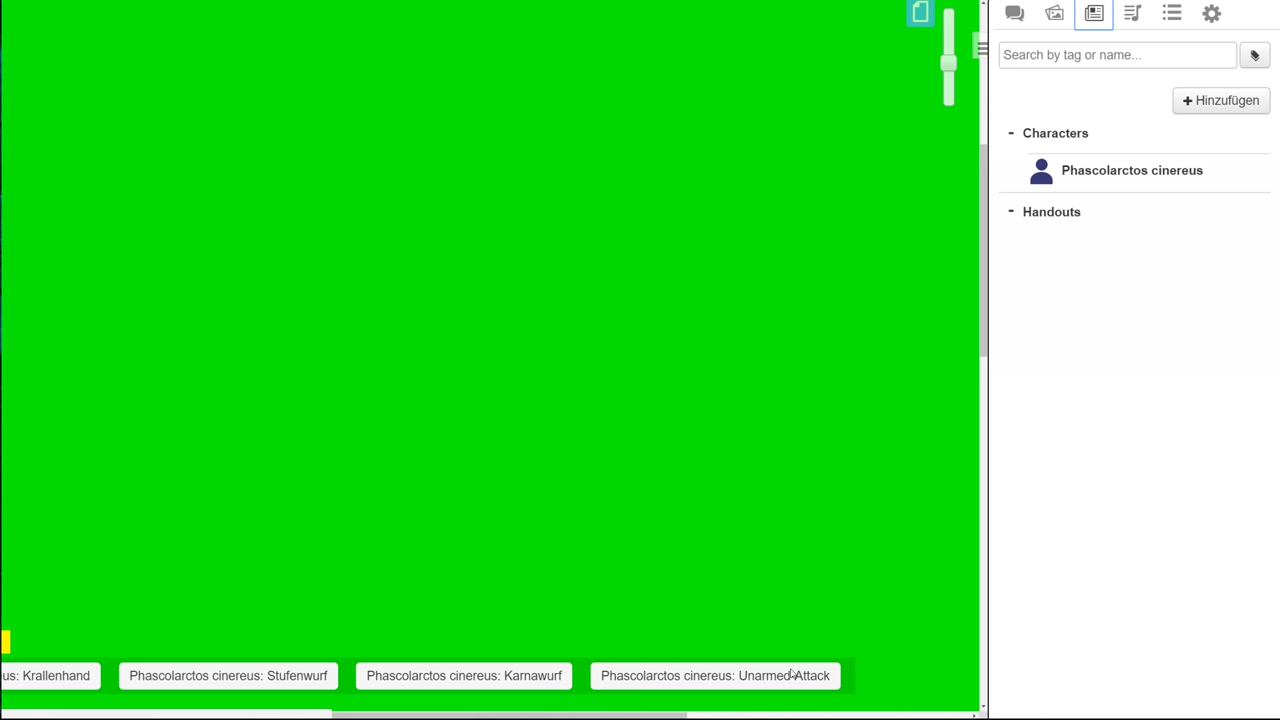 Search by tag or name...
+ Hinzufügen
- Characters
Phascolarctos cinereus
- Handouts
us: Krallenhand
Phascolarctos cinereus: Stufenwurf
Phascolarctos cinereus: Karnawurf
Phascolarctos cinereus: Unarmed Attack